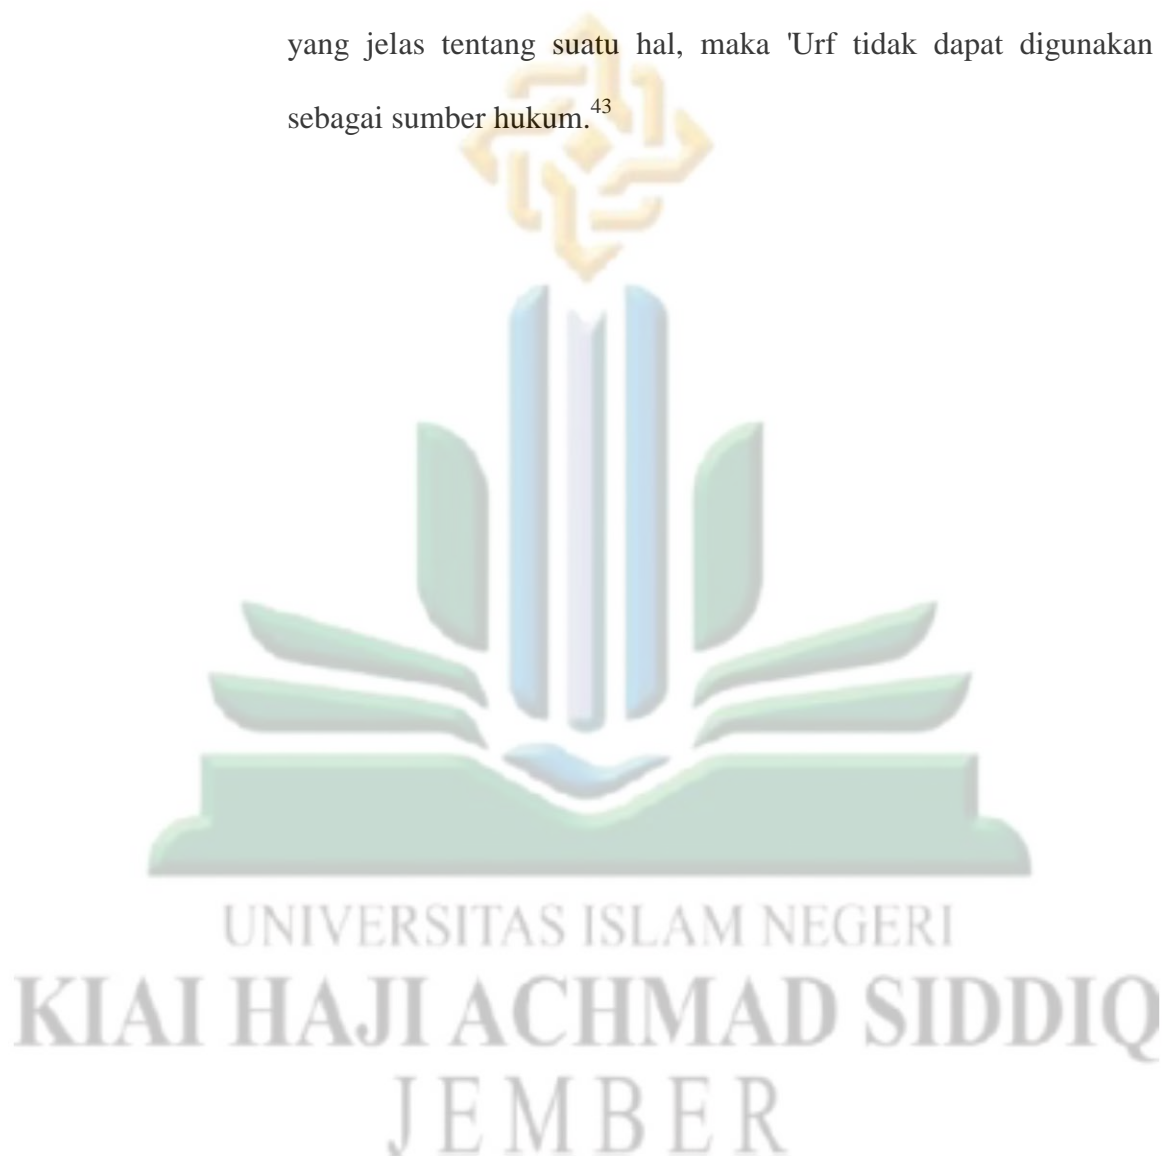 yang jelas tentang suatu hal, maka 'Urf tidak dapat digunakan
sebagai sumber hukum.43
UNIVERSITAS ISLAM NEGERI
KIAI HAJI ACHMAD SIDDIQ
JEMBER